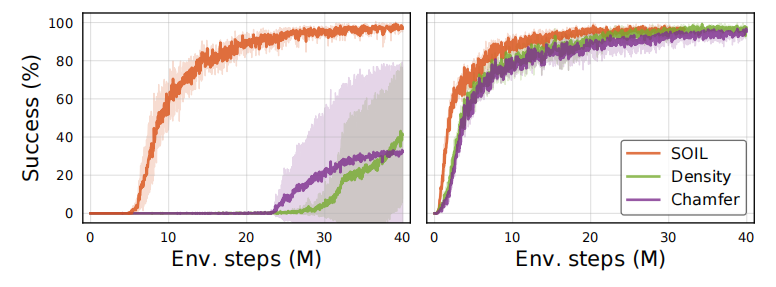 Success (%)
100
80
60
40
20
0
0 10 20 30 40
Env. steps (M)
0 10 20 30 40
Env. steps (M)
SOIL
Density
Chamfer